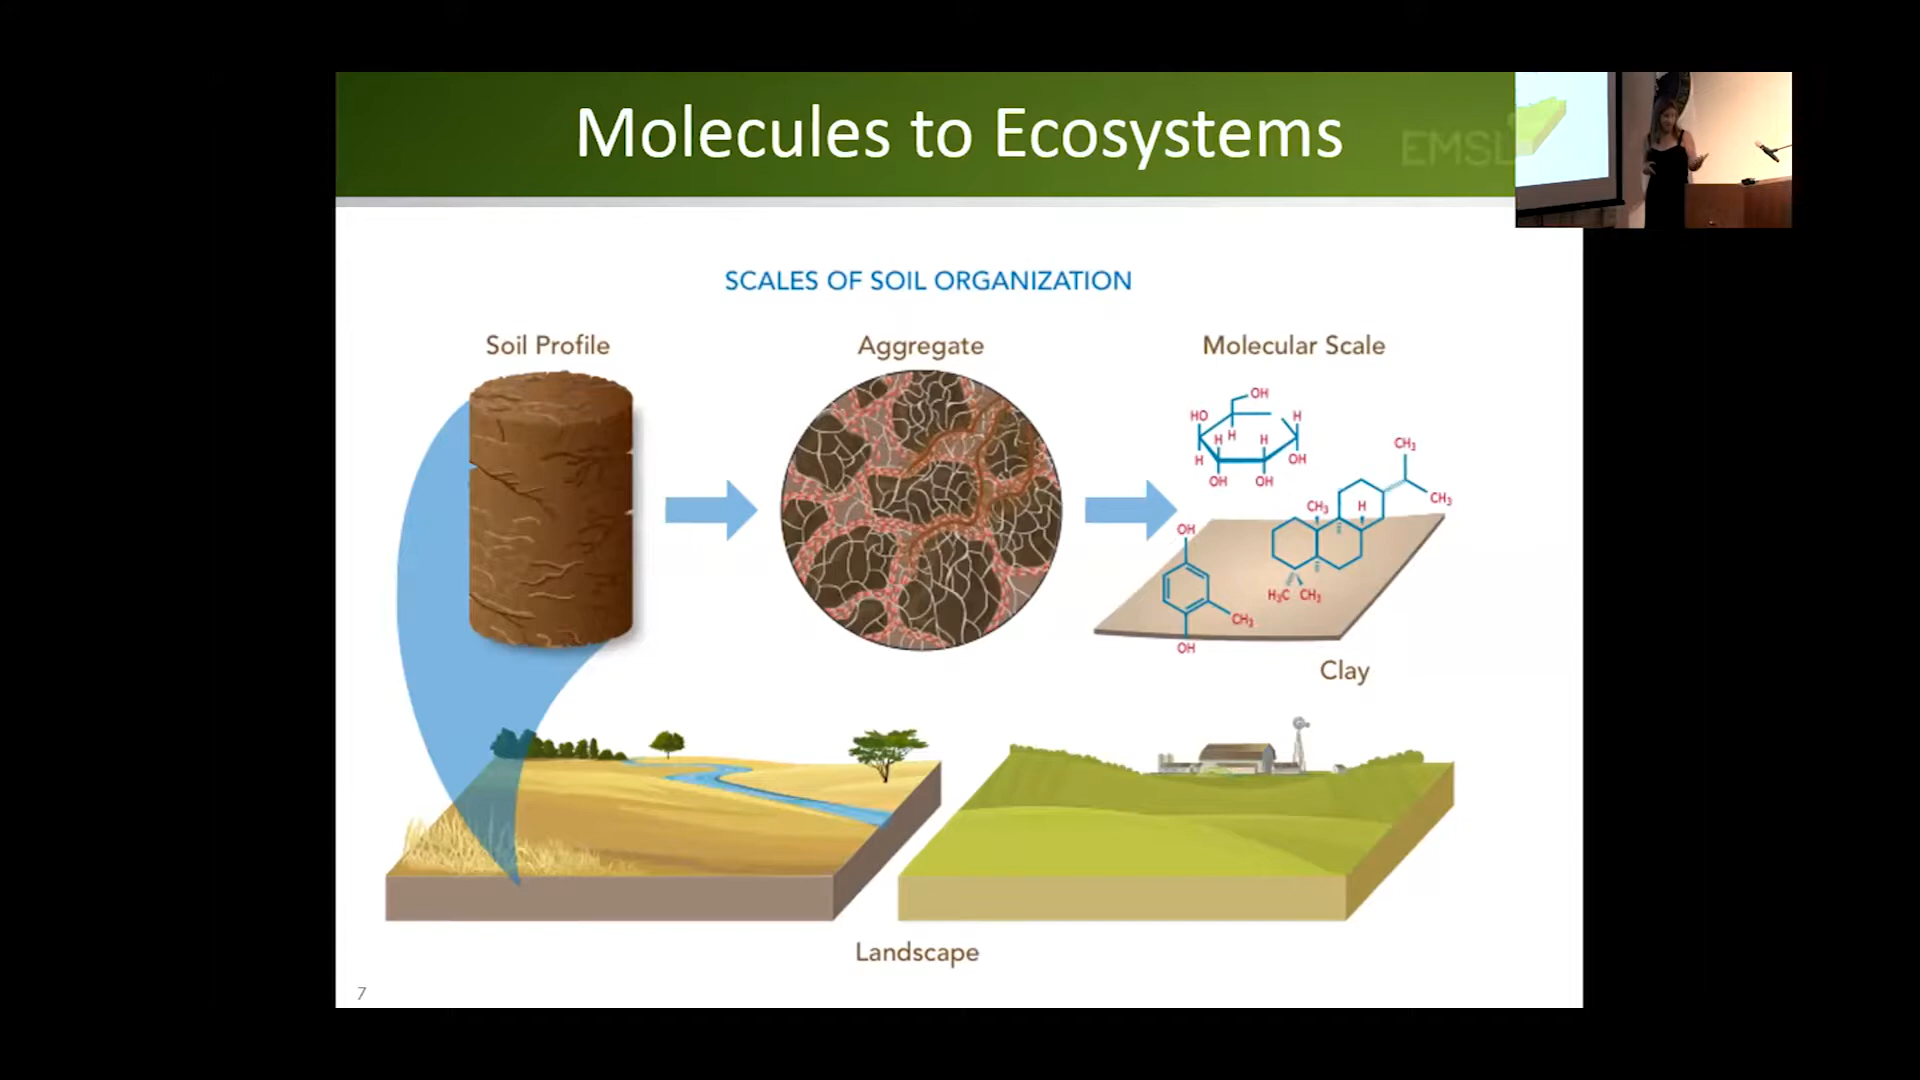 Molecules to Ecosystems
EMSL
SCALES OF SOIL ORGANIZATION
Soil Profile
Aggregate
Molecular Scale
OH
HO
H
H
H
H
H
OH
OH
OH
CH₃
CH₃
CH₃
H
H₃C CH₃
OH
CH₃
OH
Clay
Landscape
7